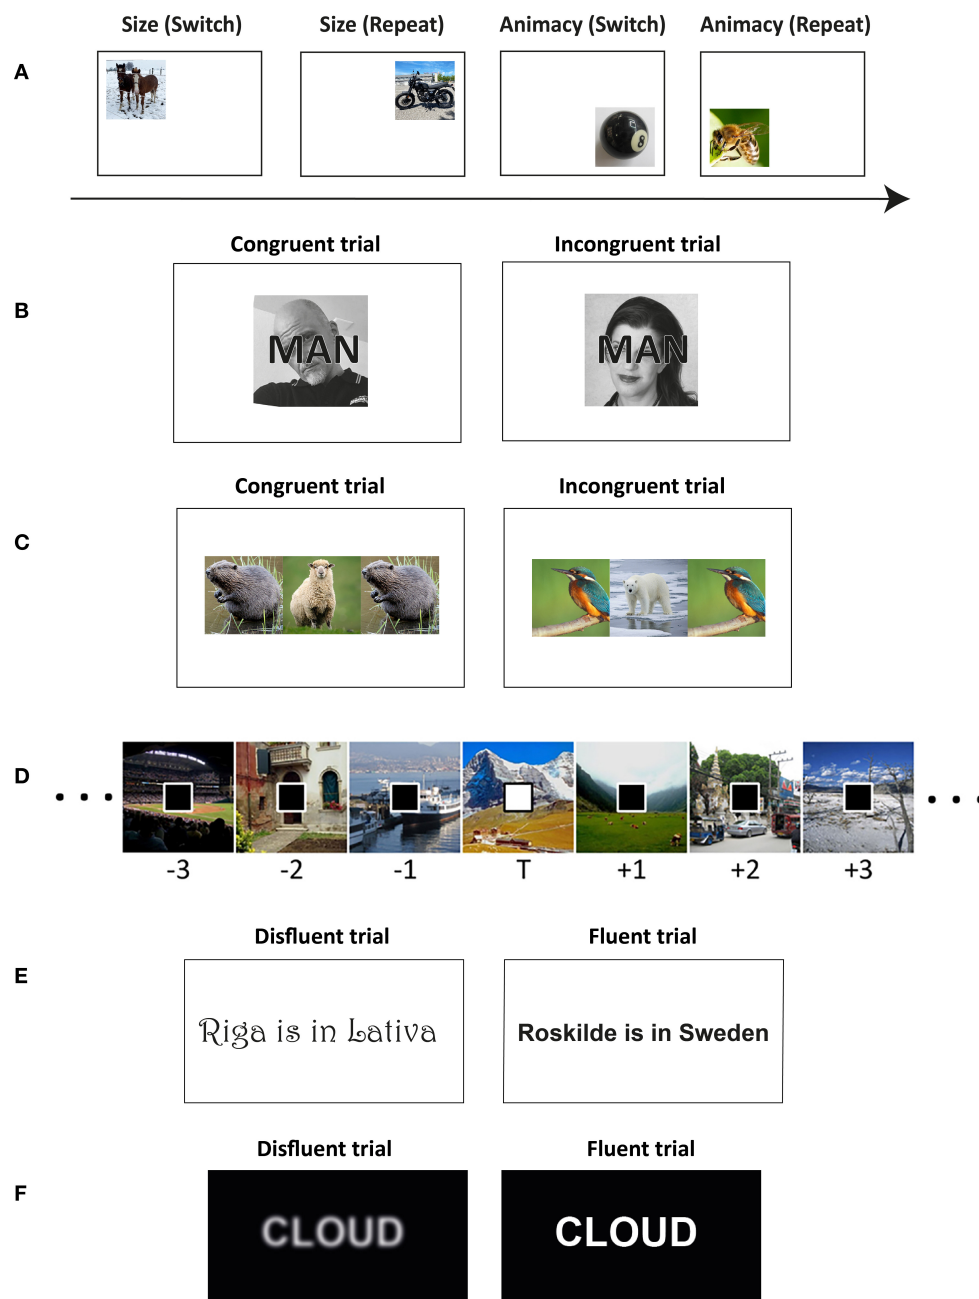 Size (Switch) Size (Repeat) Animacy (Switch) Animacy (Repeat)
A
8
Congruent trial Incongruent trial
B
MAN MAN
Congruent trial Incongruent trial
C
D
-3 -2 -1 T +1 +2 +3
Disfluent trial Fluent trial
E
Riga is in Lativa Roskilde is in Sweden
Disfluent trial Fluent trial
F
CLOUD CLOUD